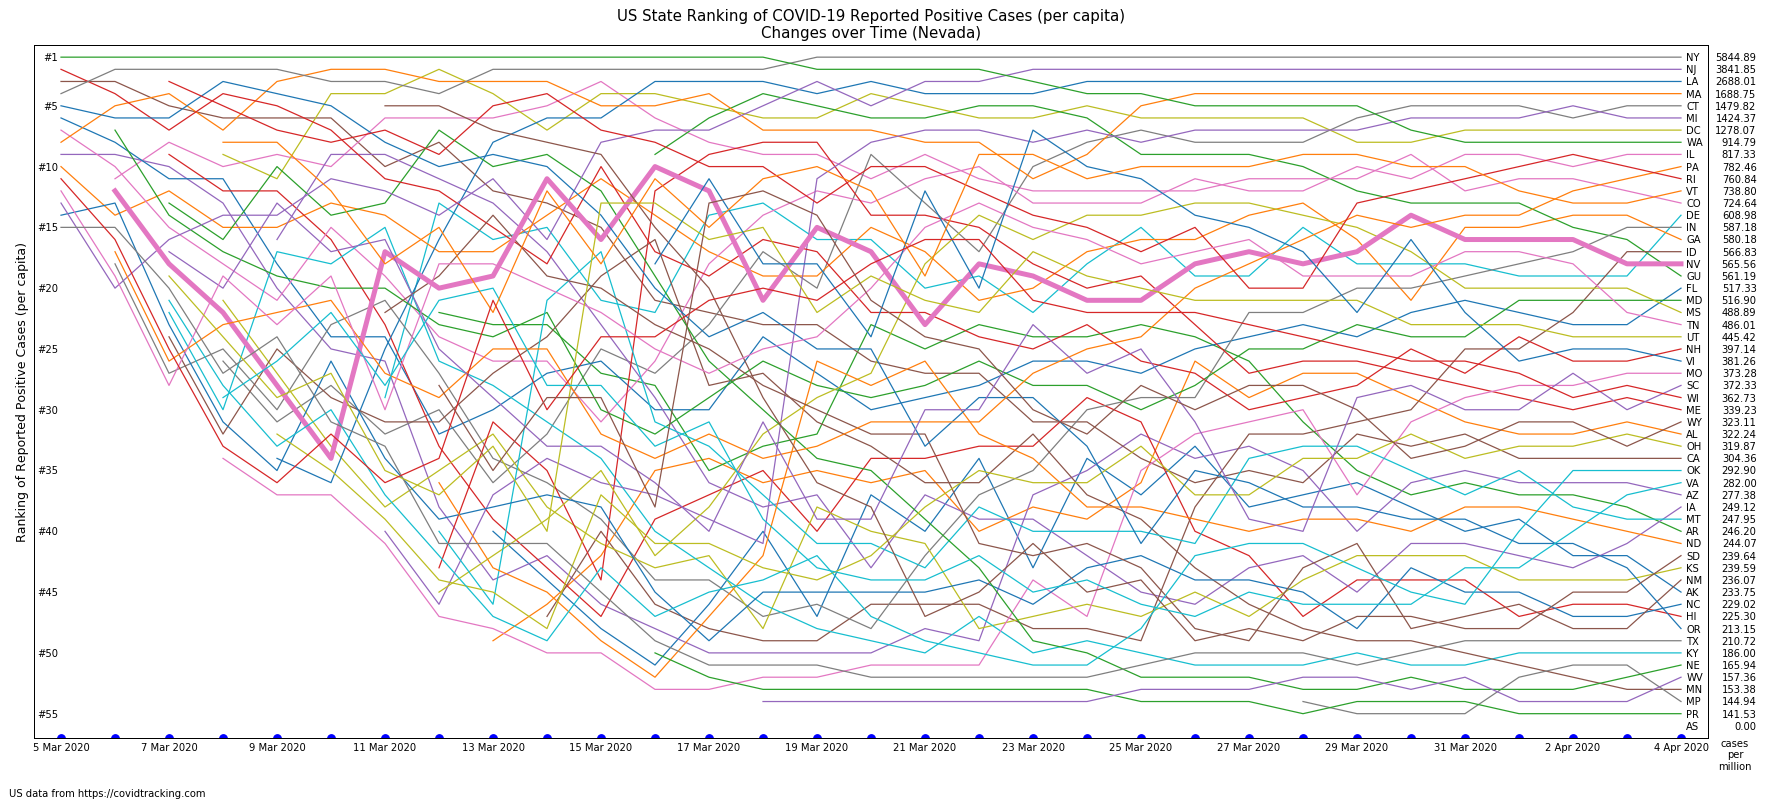 US State Ranking of COVID-19 Reported Positive Cases (per capita)
Changes over Time (Nevada)
Ranking of Reported Positive Cases (per capita)
#1
#5
#10
#15
#20
#25
#30
#35
#40
#45
#50
#55
NY 5844.89
NJ 3841.85
LA 2688.01
MA 1688.75
CT 1479.82
MI 1424.37
DC 1278.07
WA 914.79
IL 817.33
PA 782.46
RI 760.84
VT 738.80
CO 724.64
DE 608.98
IN 587.18
GA 580.18
ID 566.83
NV 565.56
GU 561.19
FL 517.33
MD 516.90
MS 488.89
TN 486.01
UT 445.42
NH 397.14
VI 381.26
MO 373.28
SC 372.33
WI 362.73
ME 339.23
WY 323.11
AL 322.24
OH 319.87
CA 304.36
OK 292.90
VA 282.00
AZ 277.38
IA 249.12
MT 247.95
AR 246.20
ND 244.07
SD 239.64
KS 239.59
NM 236.07
AK 233.75
NC 229.02
HI 225.30
OR 213.15
TX 210.72
KY 186.00
NE 165.94
WV 157.36
MN 153.38
MP 144.94
PR 141.53
AS 0.00
5 Mar 2020 7 Mar 2020 9 Mar 2020 11 Mar 2020 13 Mar 2020 15 Mar 2020 17 Mar 2020 19 Mar 2020 21 Mar 2020 23 Mar 2020 25 Mar 2020 27 Mar 2020 29 Mar 2020 31 Mar 2020 2 Apr 2020 4 Apr 2020
cases
per
million
US data from https://covidtracking.com